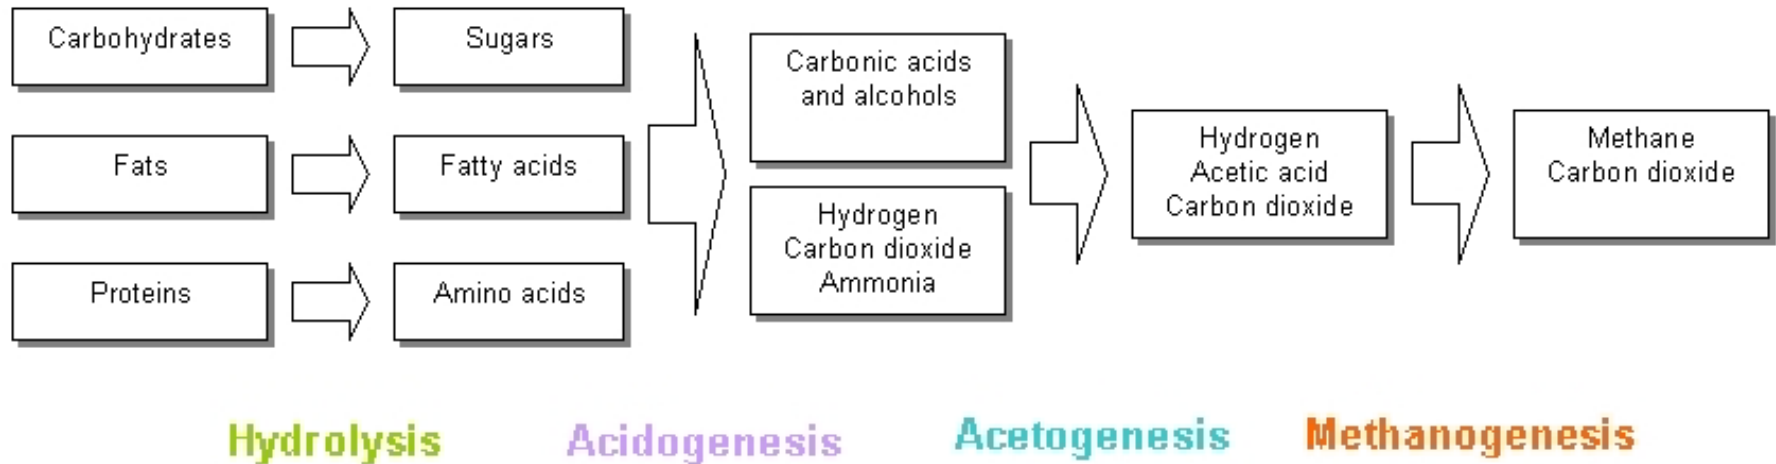 Carbohydrates
Sugars
Fats
Fatty acids
Proteins
Amino acids
Carbonic acids
and alcohols
Hydrogen
Carbon dioxide
Ammonia
Hydrogen
Acetic acid
Carbon dioxide
Methane
Carbon dioxide
Hydrolysis
Acidogenesis
Acetogenesis
Methanogenesis